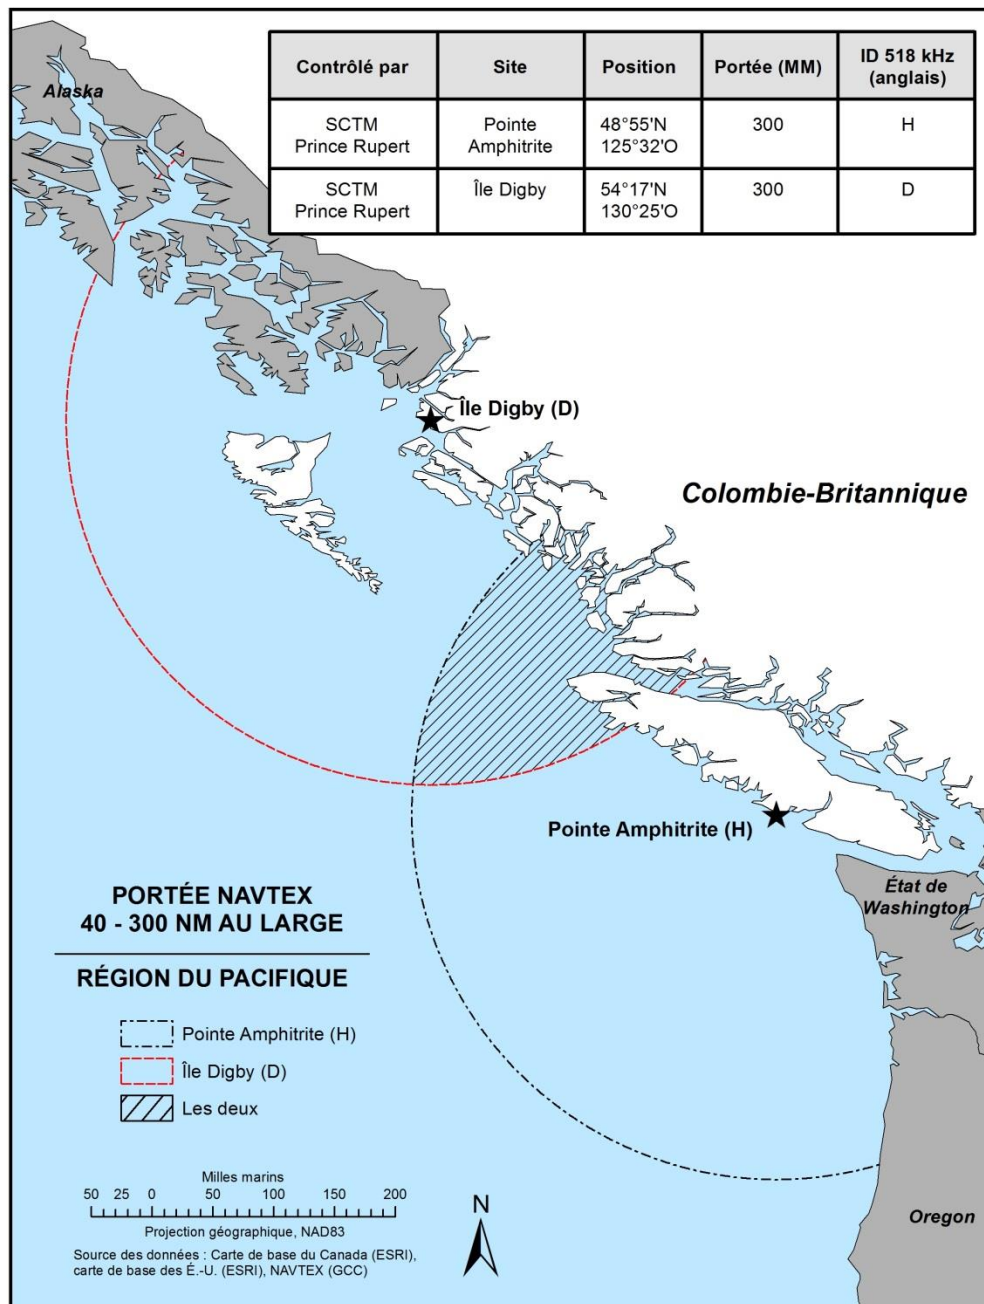 Alaska
Contrôlé par
Site
Position
Portée (MM)
ID 518 kHz
(anglais)
SCTM
Prince Rupert
Pointe
Amphitrite
48°55'N
125°32'O
300
H
SCTM
Prince Rupert
Île Digby
54°17'N
130°25'O
300
D
Île Digby (D)
Colombie-Britannique
Pointe Amphitrite (H)
État de
Washington
PORTÉE NAVTEX
40 - 300 NM AU LARGE
RÉGION DU PACIFIQUE
Pointe Amphitrite (H)
Île Digby (D)
Les deux
Milles marins
50 25 0 50 100 150 200
Projection géographique, NAD83
Source des données : Carte de base du Canada (ESRI),
carte de base des É.-U. (ESRI), NAVTEX (GCC)
N
Oregon